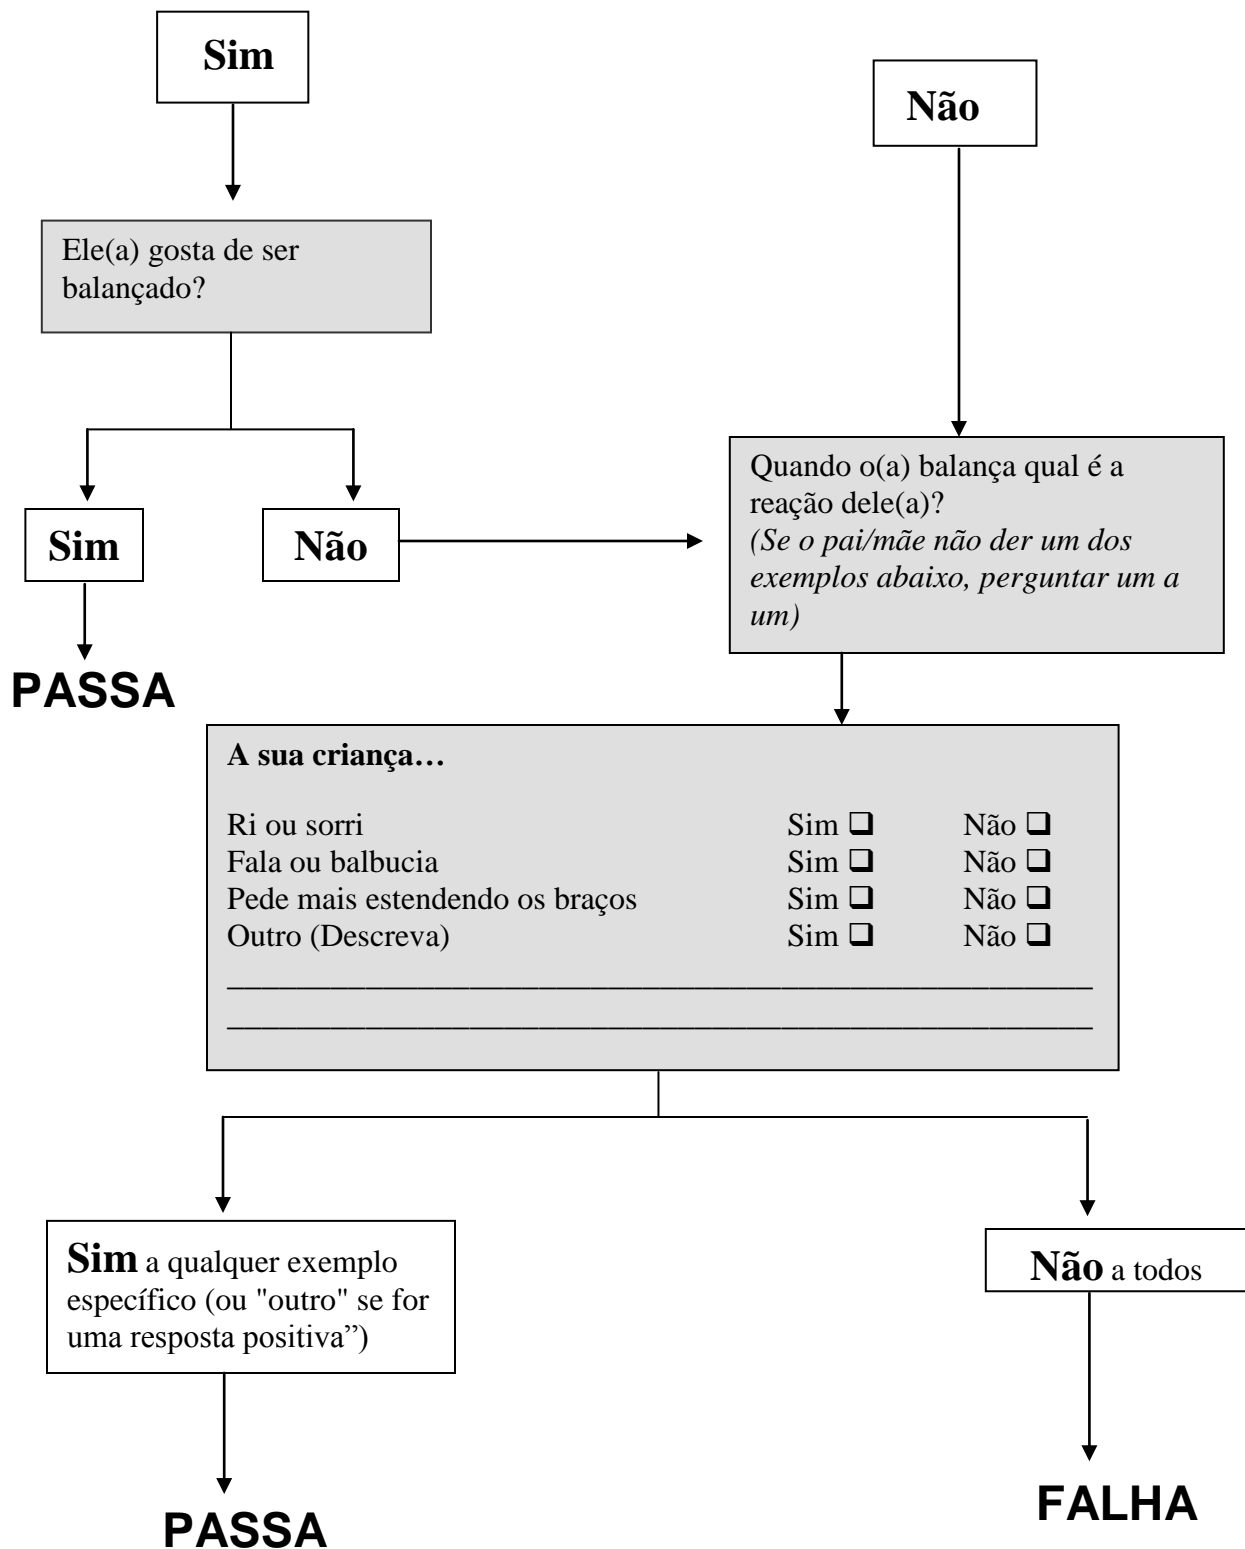 Sim
Não
Ele(a) gosta de ser
balançado?
Quando o(a) balança qual é a
reação dele(a)?
(Se o pai/mãe não der um dos
exemplos abaixo, perguntar um a
um)
Sim
Não
PASSA
A sua criança…
Ri ou sorri Sim ❑ Não ❑
Fala ou balbucia Sim ❑ Não ❑
Pede mais estendendo os braços Sim ❑ Não ❑
Outro (Descreva) Sim ❑ Não ❑
Sim a qualquer exemplo
específico (ou "outro" se for
uma resposta positiva”)
Não a todos
PASSA
FALHA